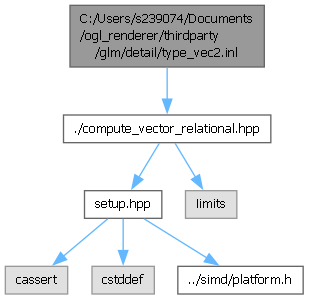 C:/Users/s239074/Documents
/ogl_renderer/thirdparty
/glm/detail/type_vec2.inl
./compute_vector_relational.hpp
setup.hpp
limits
cassert
cstddef
../simd/platform.h